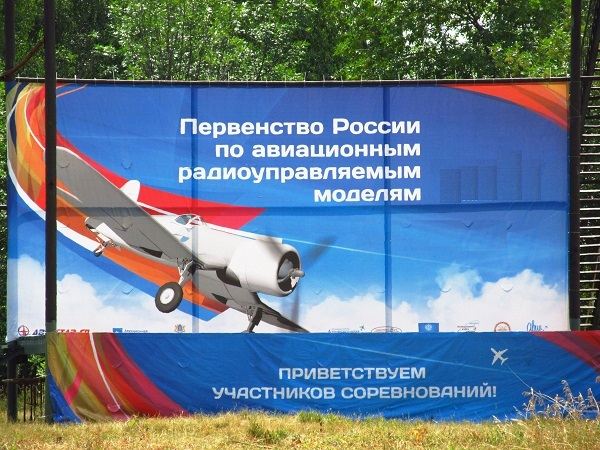 Первенство России
по авиационным
радиоуправляемым
моделям
ПРИВЕТСТВУЕМ
УЧАСТНИКОВ СОРЕВНОВАНИЙ!